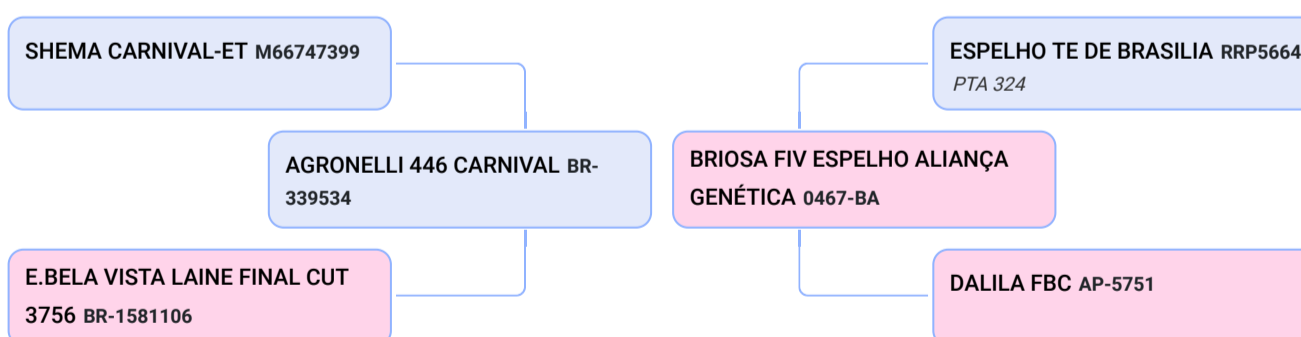 SHEMA CARNIVAL-ET M66747399
ESPELHO TE DE BRASILIA RRP5664
PTA 324
AGRONELLI 446 CARNIVAL BR-
339534
BRIOSA FIV ESPELHO ALIANÇA
GENÉTICA 0467-BA
E.BELA VISTA LAINE FINAL CUT
3756 BR-1581106
DALILA FBC AP-5751